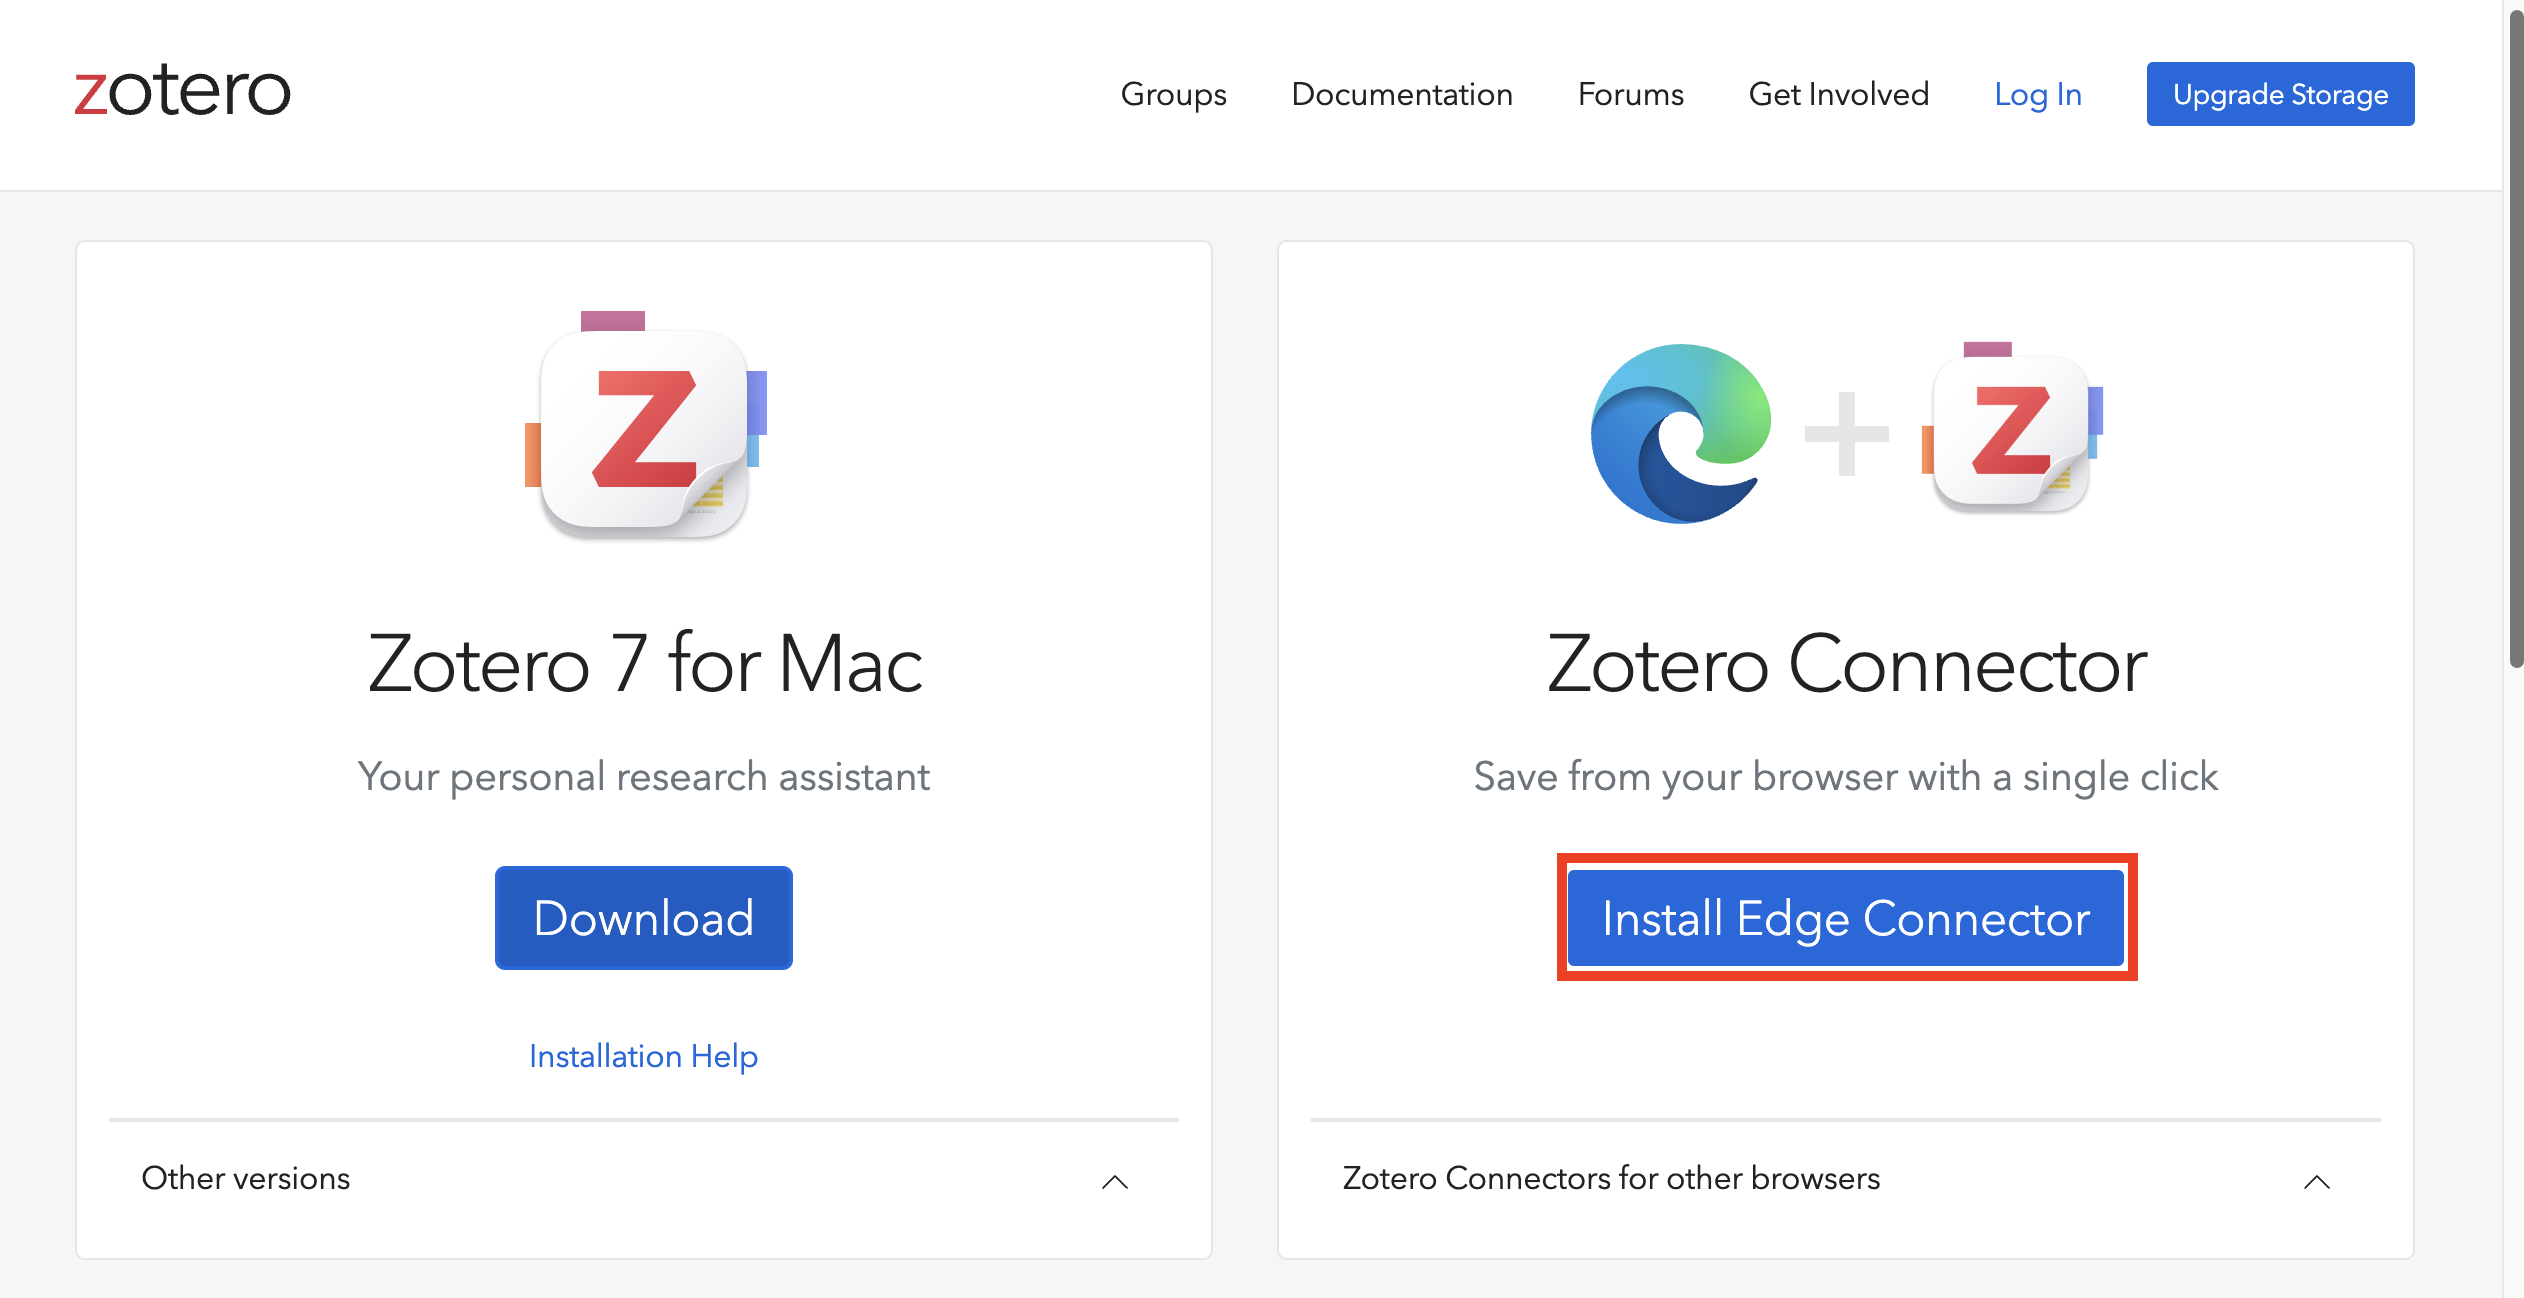 zotero
Groups Documentation Forums Get Involved Log In Upgrade Storage
Z
Z
Zotero 7 for Mac
Your personal research assistant
Download
Installation Help
Other versions
Zotero Connector
Save from your browser with a single click
Install Edge Connector
Zotero Connectors for other browsers